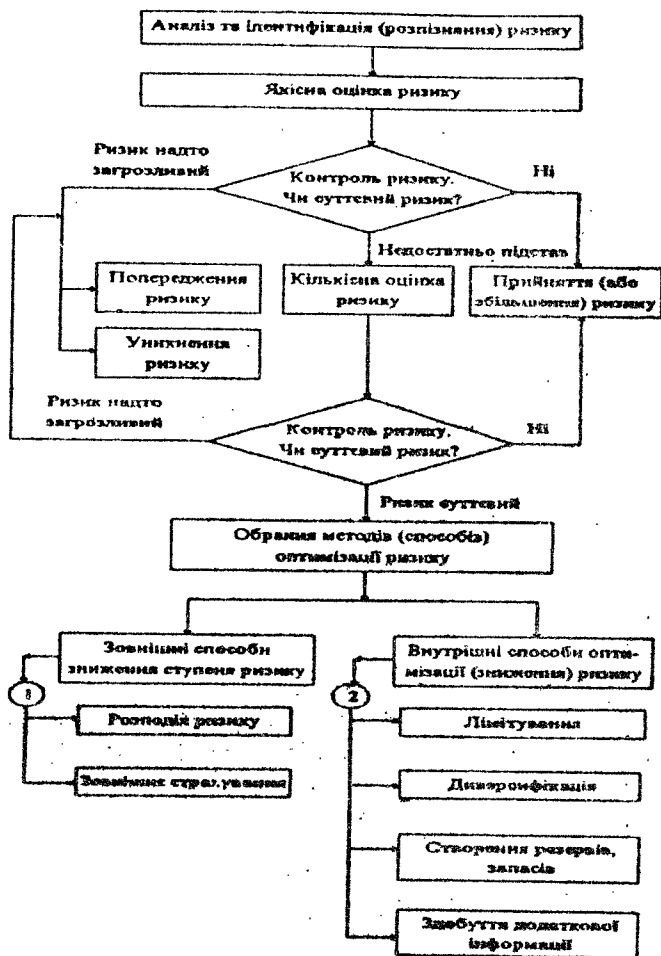 Аналіз та ідентифікація (розпізнання) ризику
Якісна оцінка ризику
Ризик надто
загрозливий
Контроль ризику.
Чи суттєвий ризик?
Ні
Недостатньо підстав
Попередження
ризику
Кількісна оцінка
ризику
Прийняття (або
збільшення) ризику
Уникнення
ризику
Ризик надто
загрозливий
Контроль ризику.
Чи суттєвий ризик?
Ні
Ризик суттєвий
Обрання методів (способів)
оптимізації ризику
Зовнішні способи
зниження ступеня ризику
Внутрішні способи опти-
мізації (зниження) ризику
1
2
Розподіл ризику
Лімітування
Зовнішнє страхування
Диверсифікація
Створення резервів,
запасів
Здобуття додаткової
інформації